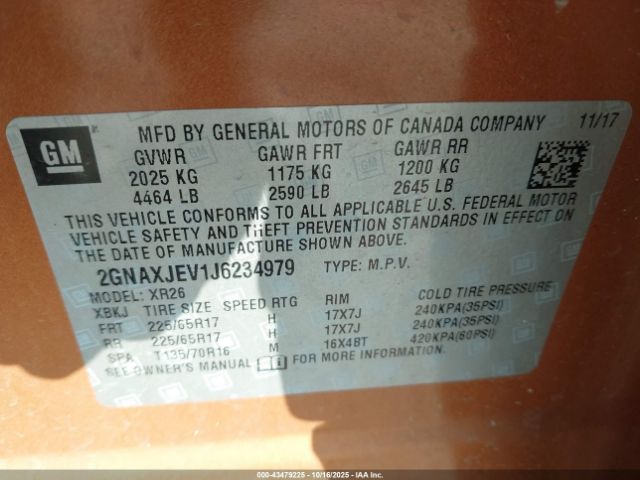 GM
MFD BY GENERAL MOTORS OF CANADA COMPANY 11/17
GVWR GAWR FRT GAWR RR
2025 KG 1175 KG 1200 KG
4464 LB 2590 LB 2645 LB
THIS VEHICLE CONFORMS TO ALL APPLICABLE U.S. FEDERAL MOTOR
VEHICLE SAFETY AND THEFT PREVENTION STANDARDS IN EFFECT ON
THE DATE OF MANUFACTURE SHOWN ABOVE.
2GNAXJEV1J6234979 TYPE: M.P.V.
MODEL: XR26
XBKJ TIRE SIZE SPEED RTG RIM COLD TIRE PRESSURE
FRT 225/65R17 H 17X7J 240KPA(35PSI)
RR 225/65R17 H 17X7J 240KPA(35PSI)
SPA T135/70R16 M 16X4BT 420KPA(60PSI)
SEE OWNER'S MANUAL FOR MORE INFORMATION.
000-43479225 - 10/16/2025 - IAA, Inc.